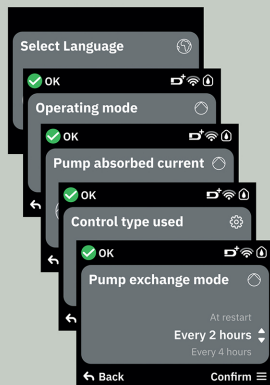 Select Language
OK
Operating mode
OK
Pump absorbed current
OK
Control type used
OK
Pump exchange mode
At restart
Every 2 hours
Every 4 hours
Back
Confirm